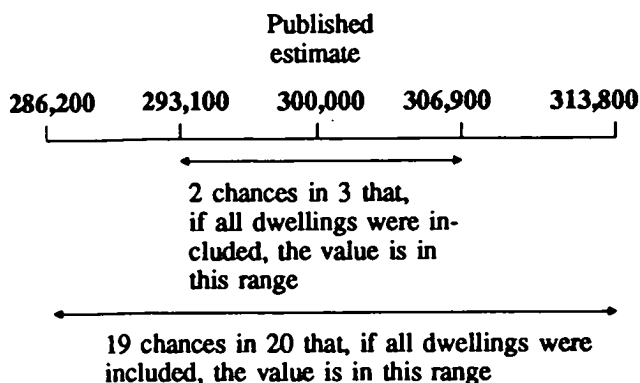 Published
estimate
286,200 293,100 300,000 306,900 313,800
2 chances in 3 that,
if all dwellings were in-
cluded, the value is in
this range
19 chances in 20 that, if all dwellings were
included, the value is in this range